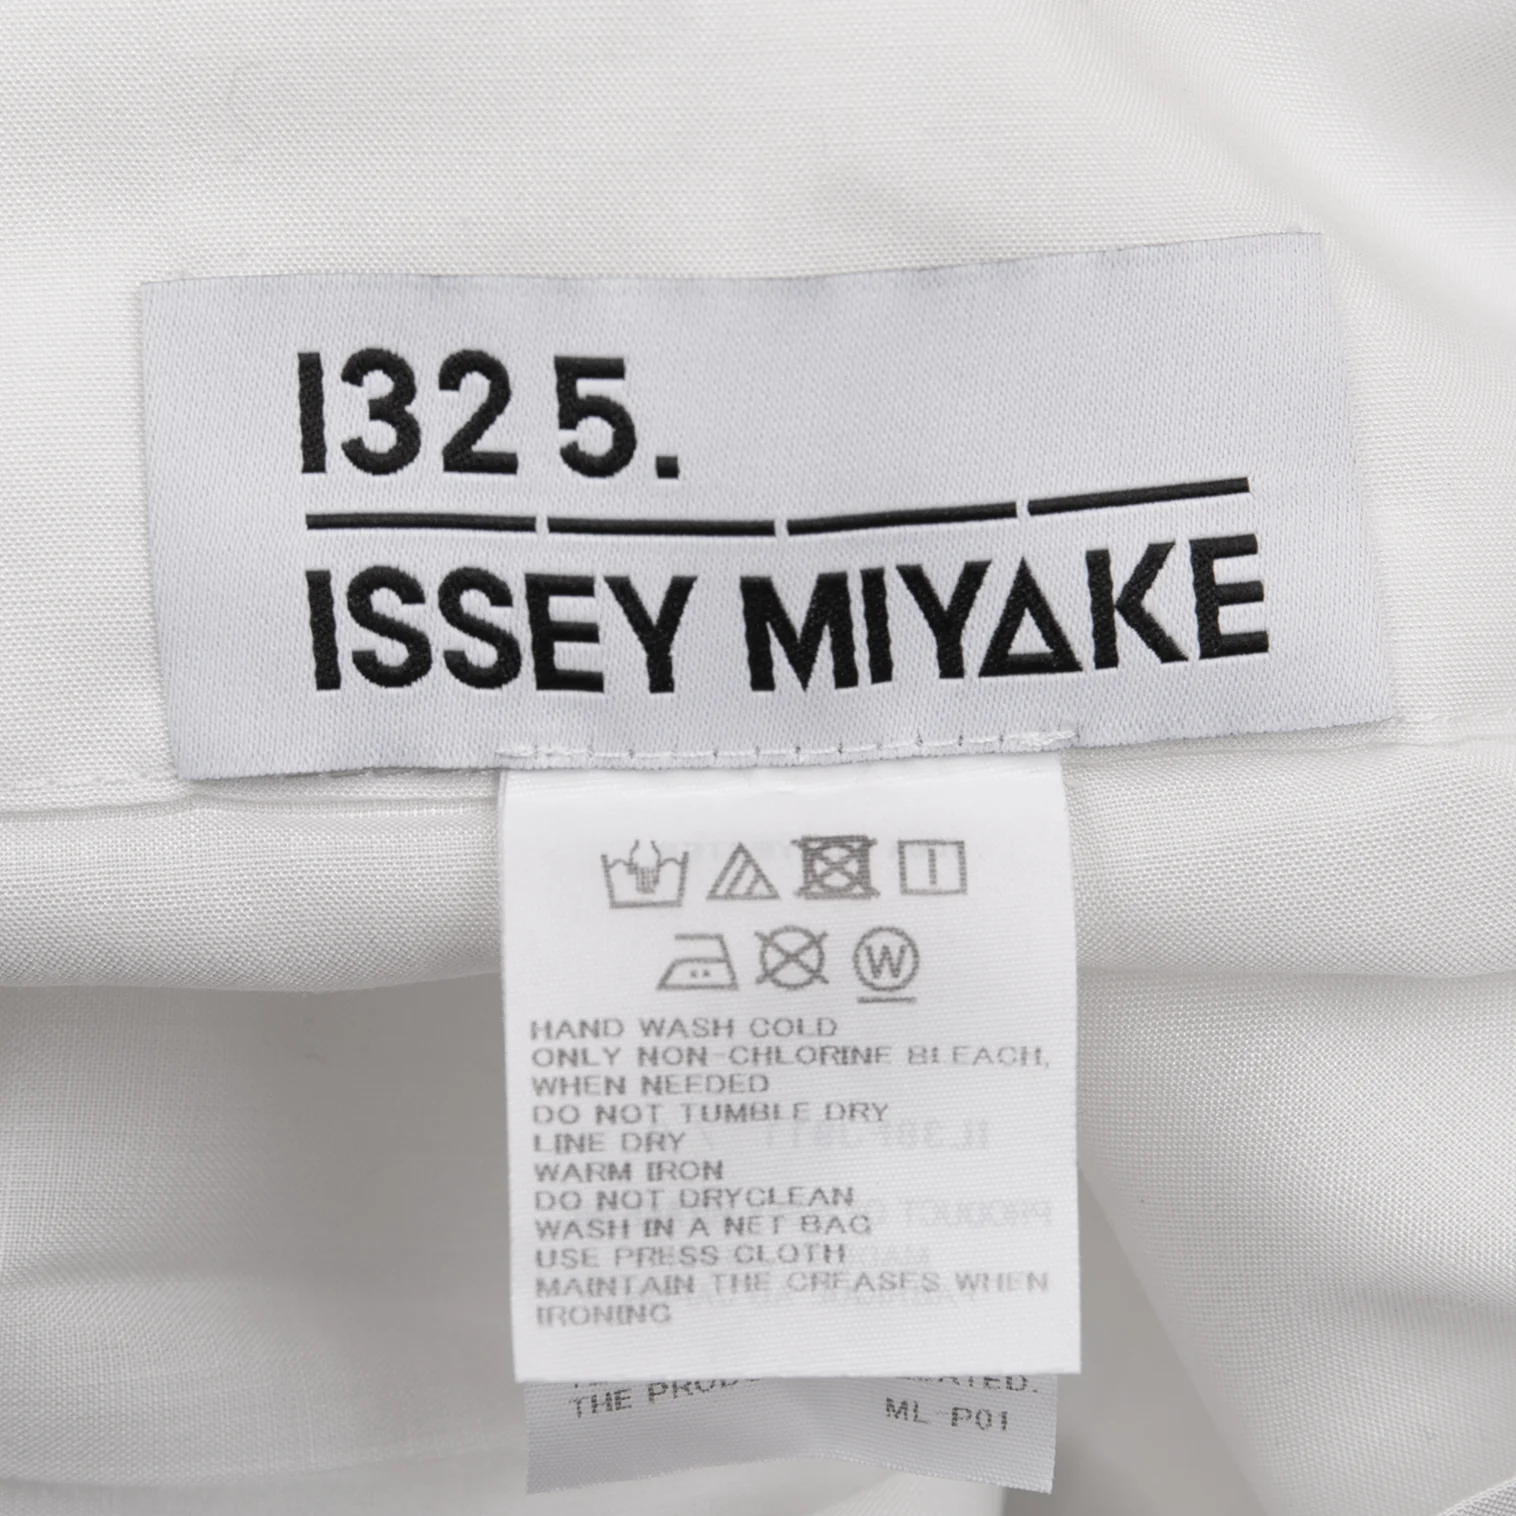 132 5.
ISSEY MIYAKE
W
HAND WASH COLD
ONLY NON-CHLORINE BLEACH,
WHEN NEEDED
DO NOT TUMBLE DRY
LINE DRY
WARM IRON
DO NOT DRYCLEAN
WASH IN A NET BAG
USE PRESS CLOTH
MAINTAIN THE CREASES WHEN
IRONING
THE
ML-P01